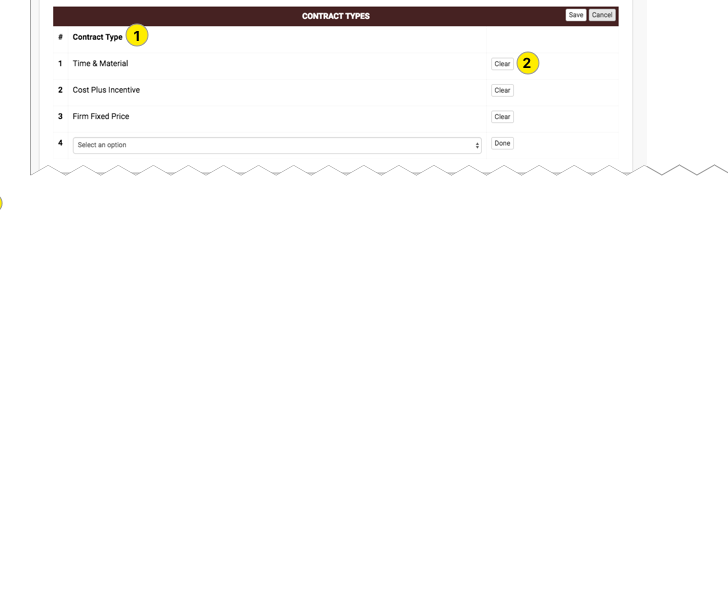 CONTRACT TYPES Save Cancel
# Contract Type 1
1 Time & Material Clear 2
2 Cost Plus Incentive Clear
3 Firm Fixed Price Clear
4 Select an option Done